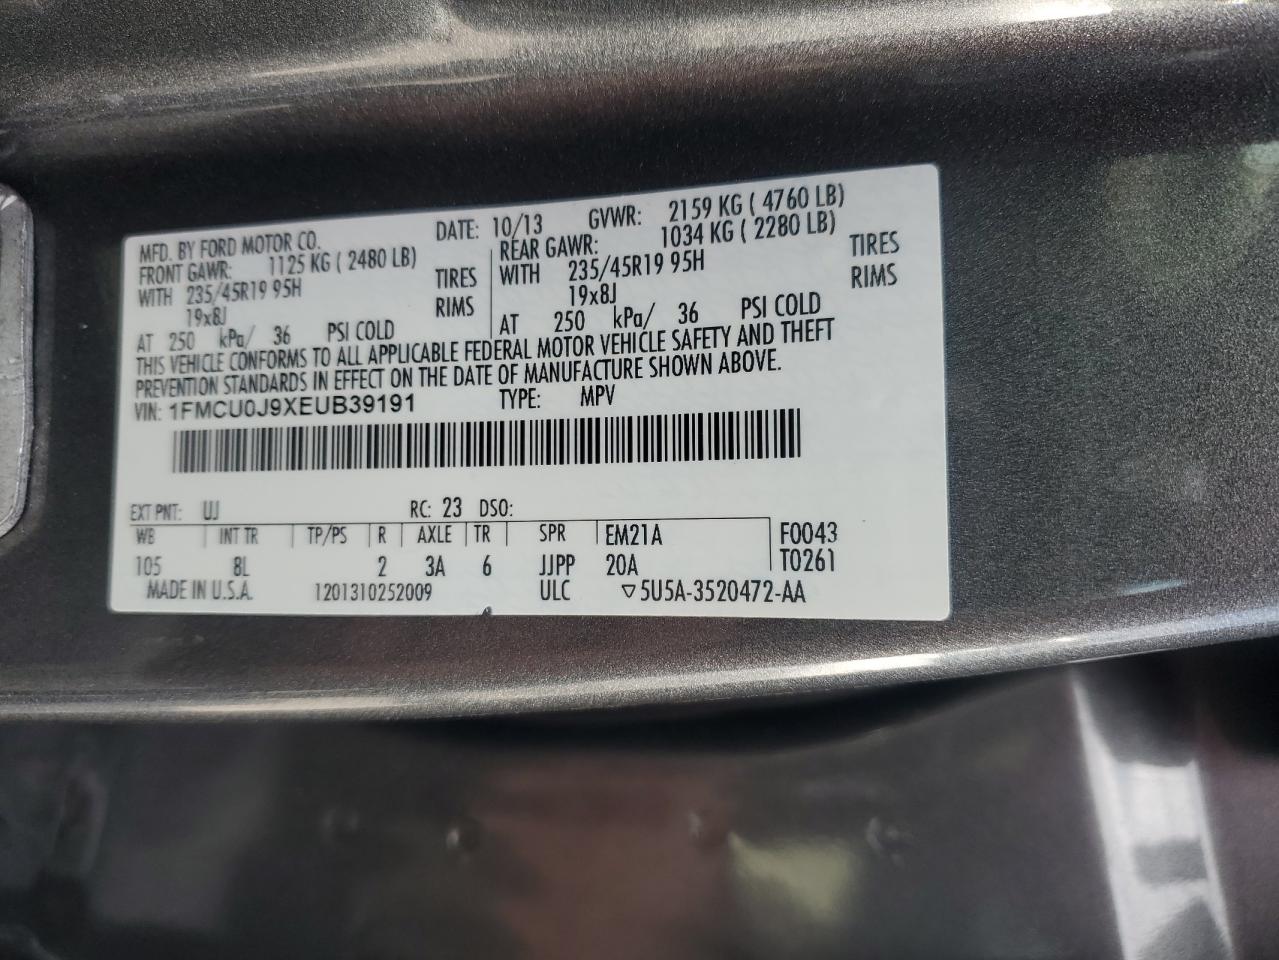 MFD. BY FORD MOTOR CO. DATE: 10/13 GVWR: 2159 KG ( 4760 LB)
FRONT GAWR: 1125 KG ( 2480 LB)
WITH 235/45R19 95H TIRES
19x8J RIMS
AT 250 kPa/ 36 PSI COLD
REAR GAWR: 1034 KG ( 2280 LB)
WITH 235/45R19 95H TIRES
19x8J RIMS
AT 250 kPa/ 36 PSI COLD
THIS VEHICLE CONFORMS TO ALL APPLICABLE FEDERAL MOTOR VEHICLE SAFETY AND THEFT
PREVENTION STANDARDS IN EFFECT ON THE DATE OF MANUFACTURE SHOWN ABOVE.
VIN: 1FMCU0J9XEUB39191 TYPE: MPV
EXT PNT: UJ RC: 23 DSO:
WB INT TR TP/PS R AXLE TR SPR EM21A F0043
105 8L 2 3A 6 JJPP 20A T0261
MADE IN U.S.A. 1201310252009 ULC ▽5U5A-3520472-AA